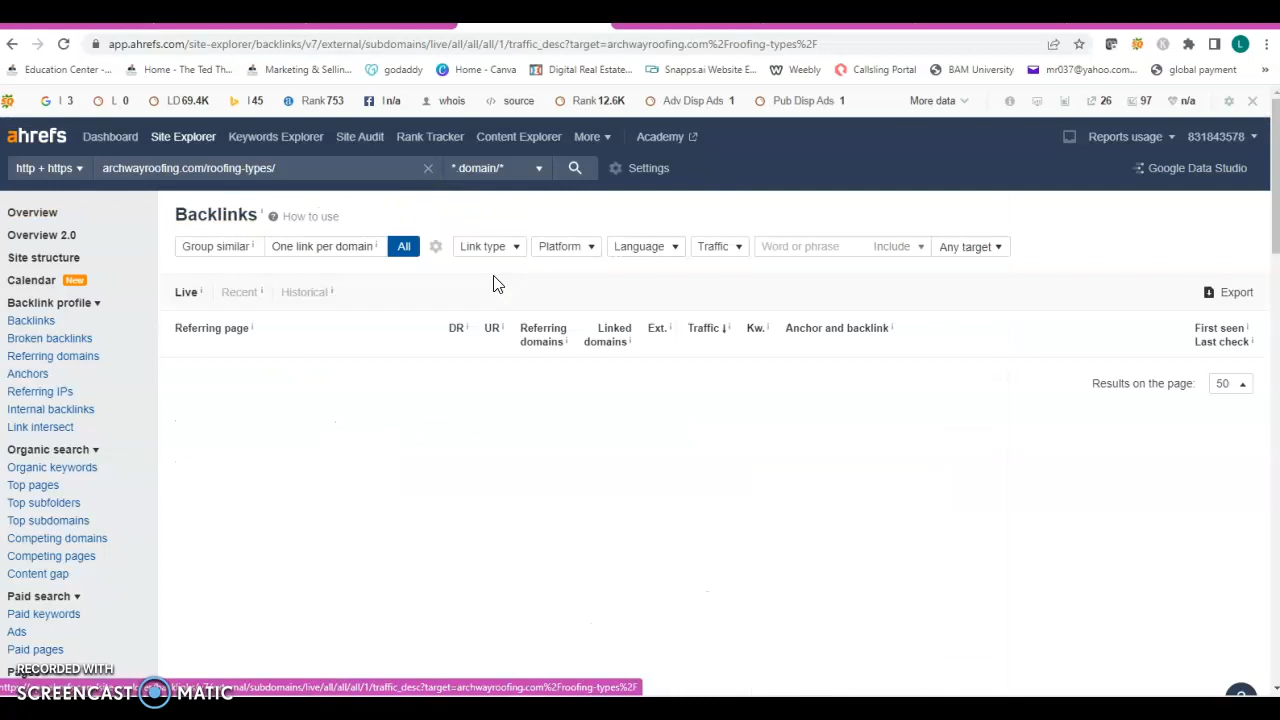 app.ahrefs.com/site-explorer/backlinks/v7/external/subdomains/live/all/all/all/1/traffic_desc?target=archwayroofing.com%2Froofing-types%2F
L
Education Center -...
Home - The Ted Th...
Marketing & Sellin...
godaddy
Home - Canva
Digital Real Estate...
Snapps.ai Website E...
Weebly
Callsling Portal
BAM University
mr037@yahoo.com...
global payment
»
I 3
L 0
LD 69.4K
I 45
Rank 753
I n/a
whois
source
Rank 12.6K
Adv Disp Ads 1
Pub Disp Ads 1
More data
26
97
n/a
ahrefs
Dashboard
Site Explorer
Keywords Explorer
Site Audit
Rank Tracker
Content Explorer
More
Academy
Reports usage
831843578
http + https
archwayroofing.com/roofing-types/
*.domain/*
Settings
Google Data Studio
Overview
Overview 2.0
Site structure
Calendar New
Backlink profile
Backlinks
Broken backlinks
Referring domains
Anchors
Referring IPs
Internal backlinks
Link intersect
Organic search
Organic keywords
Top pages
Top subfolders
Top subdomains
Competing domains
Competing pages
Content gap
Paid search
Paid keywords
Ads
Paid pages
Backlinks
How to use
Group similar
One link per domain
All
Link type
Platform
Language
Traffic
Word or phrase
Include
Any target
Live
Recent
Historical
Export
Referring page
DR
UR
Referring domains
Linked domains
Ext.
Traffic
Kw.
Anchor and backlink
First seen
Last check
Results on the page:
50
RECORDED WITH
SCREENCAST MATIC